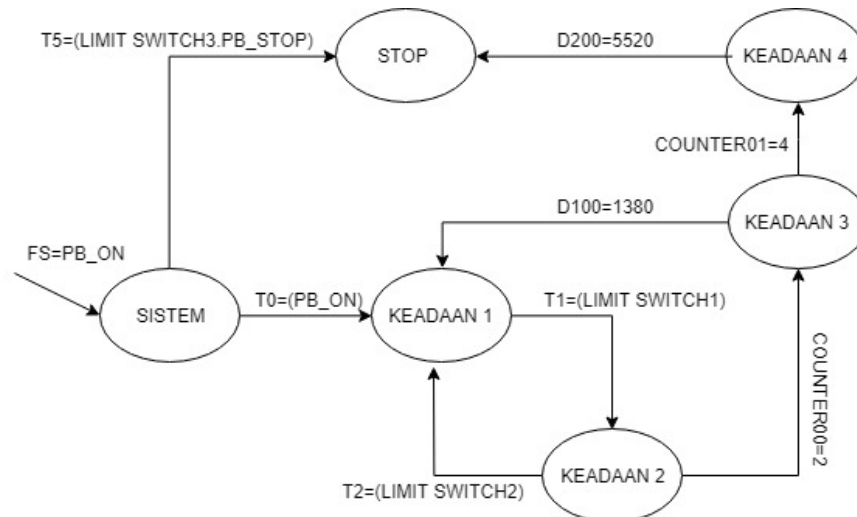 T5=(LIMIT SWITCH3.PB_STOP)
STOP
D200=5520
KEADAAN 4
COUNTER01=4
D100=1380
KEADAAN 3
FS=PB_ON
SISTEM
T0=(PB_ON)
KEADAAN 1
T1=(LIMIT SWITCH1)
COUNTER00=2
T2=(LIMIT SWITCH2)
KEADAAN 2